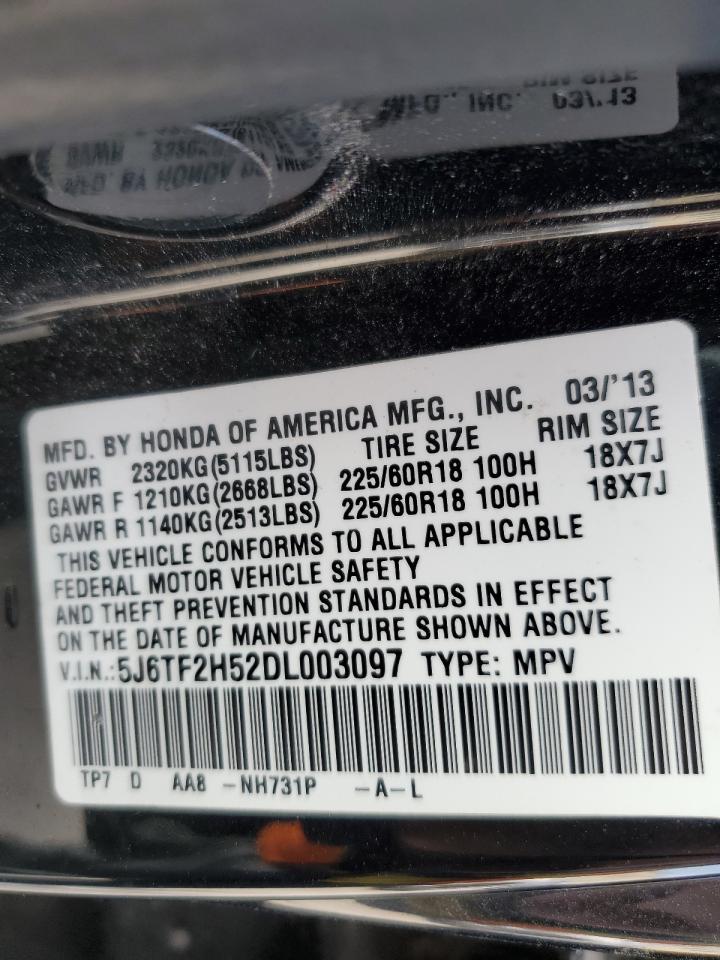 MFD. BY HONDA OF AMERICA MFG., INC. 03/'13
GVWR 2320KG(5115LBS) TIRE SIZE RIM SIZE
GAWR F 1210KG(2668LBS) 225/60R18 100H 18X7J
GAWR R 1140KG(2513LBS) 225/60R18 100H 18X7J
THIS VEHICLE CONFORMS TO ALL APPLICABLE
FEDERAL MOTOR VEHICLE SAFETY
AND THEFT PREVENTION STANDARDS IN EFFECT
ON THE DATE OF MANUFACTURE SHOWN ABOVE.
V.I.N.:5J6TF2H52DL003097 TYPE: MPV
TP7 D AA8 -NH731P -A-L